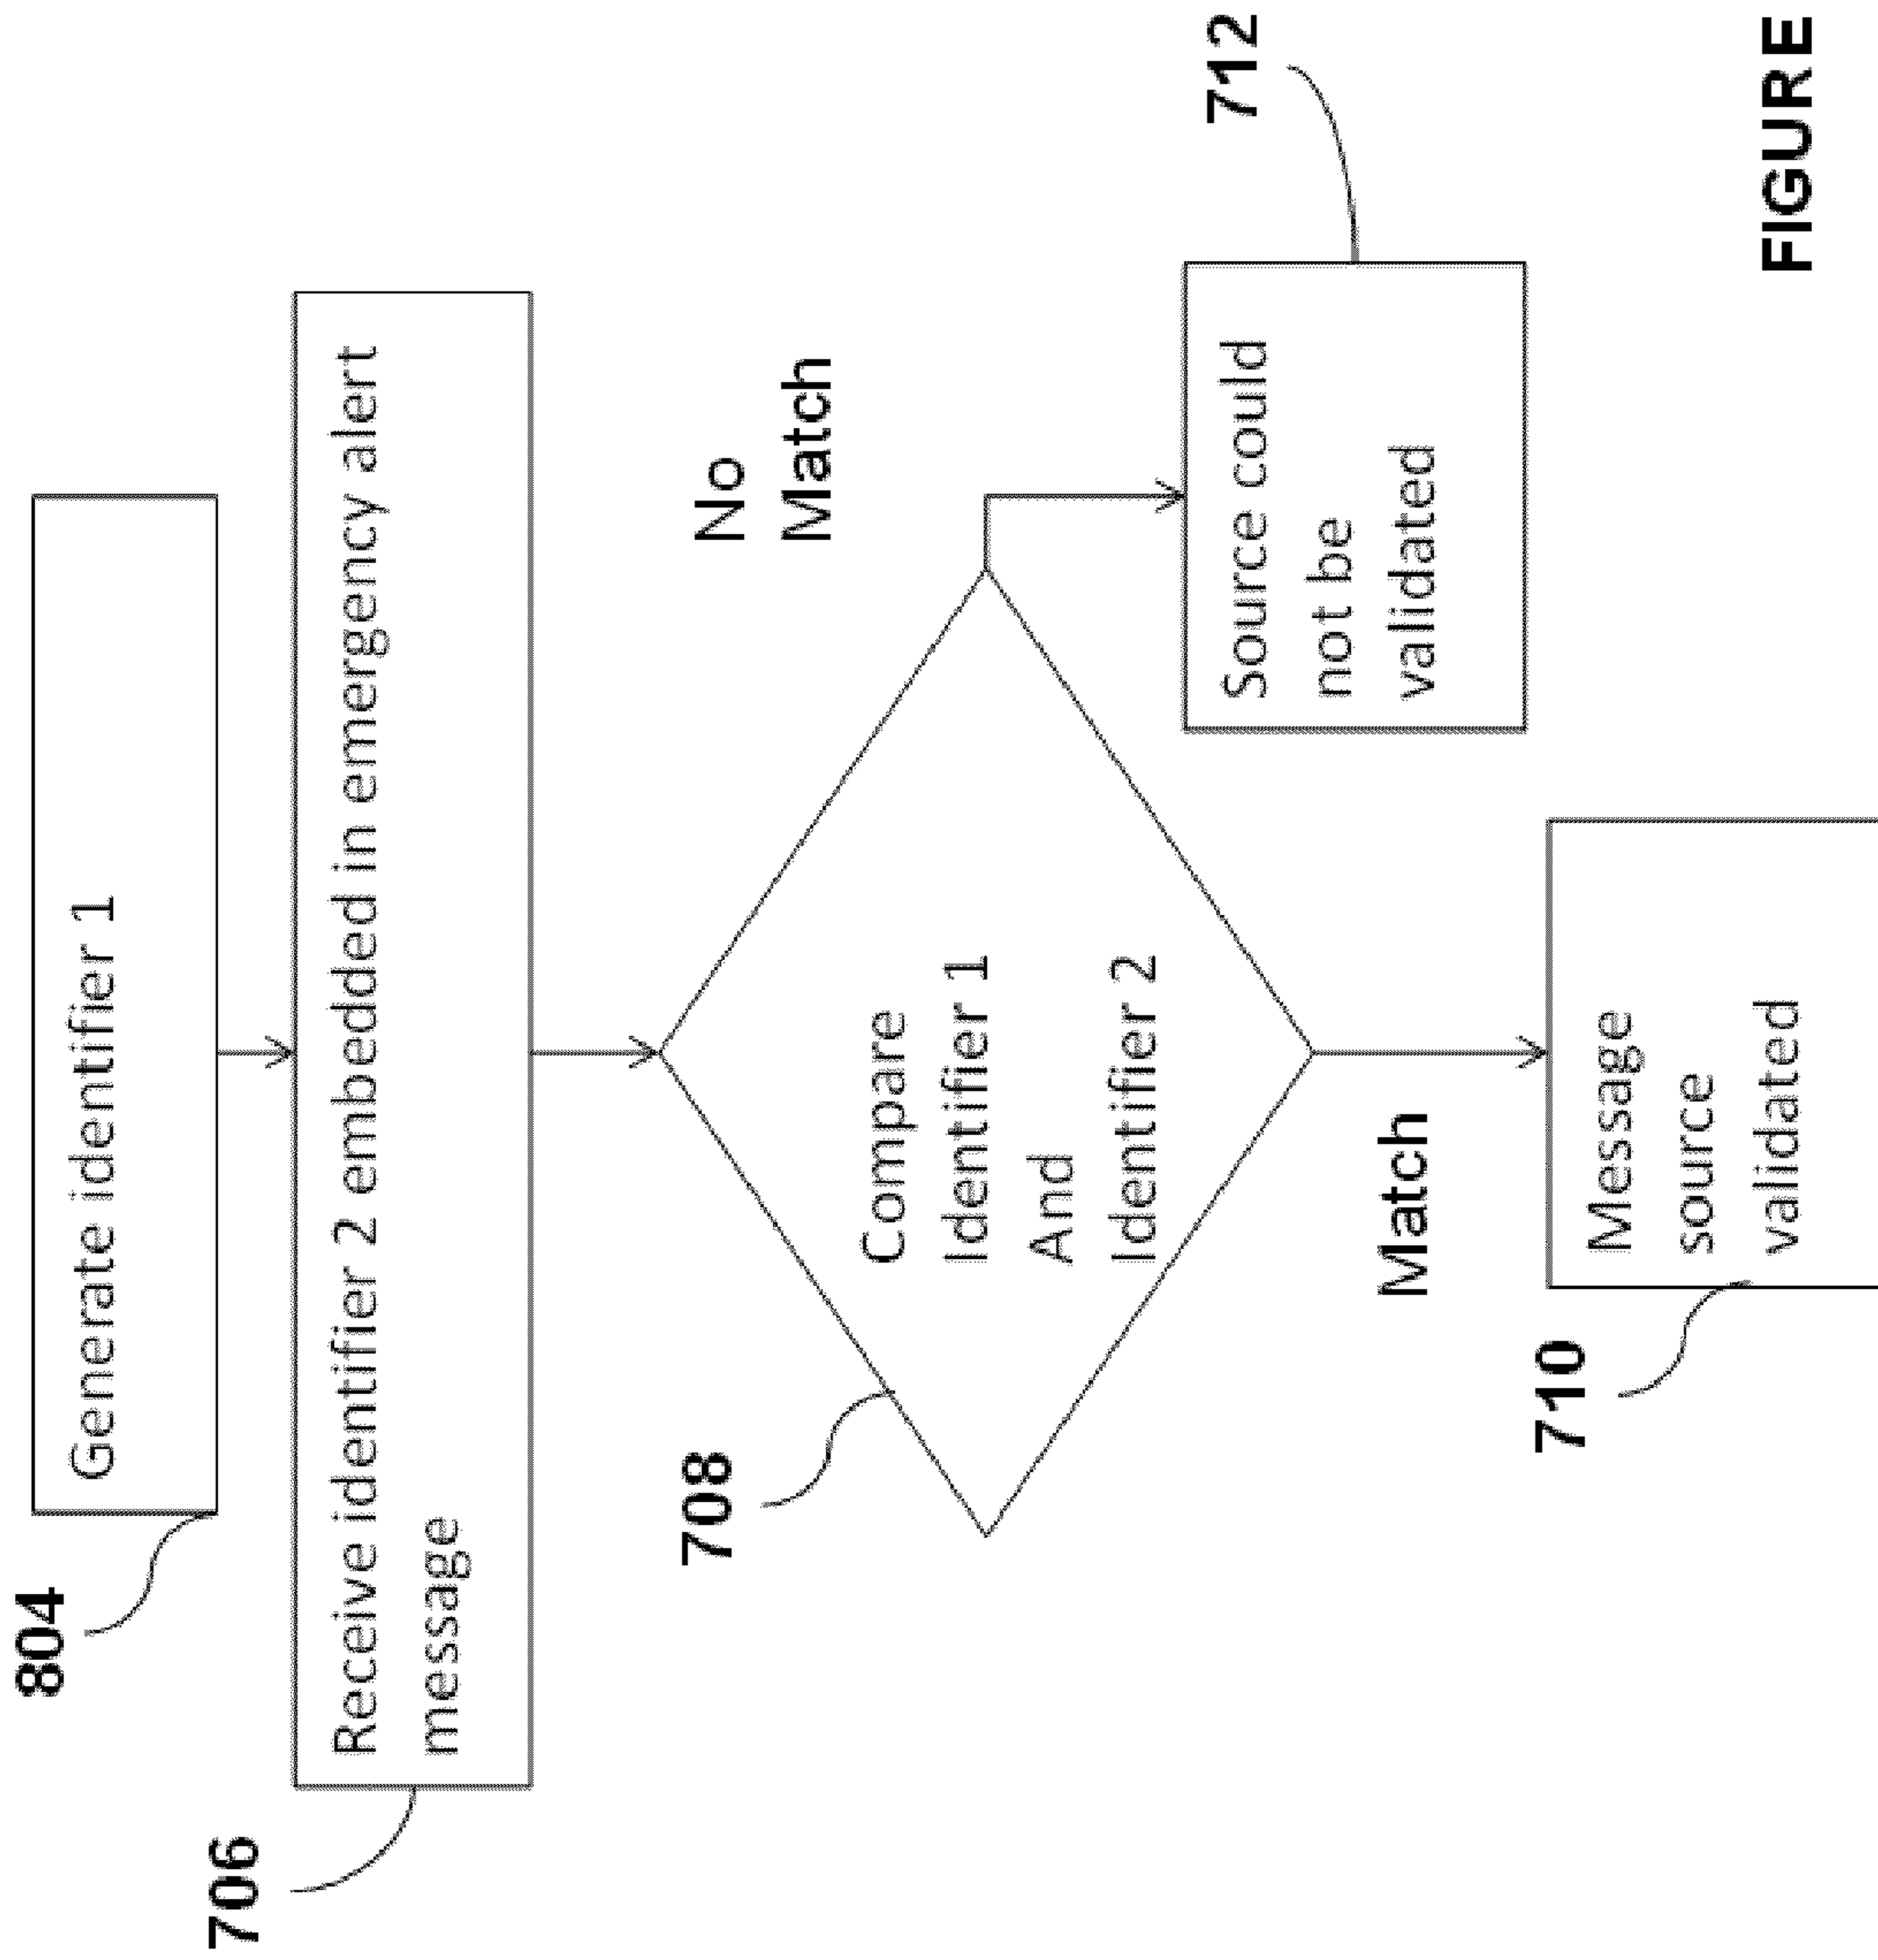 804
Generate identifier 1
706
Receive identifier 2 embedded in emergency alert
message
708
Compare
Identifier 1
And
Identifier 2
No
Match
Match
712
Source could
not be
validated
710
Message
source
validated
FIGURE